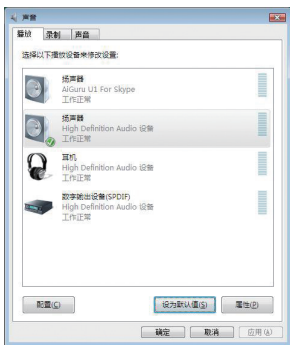 声音
播放 录制 声音
选择以下播放设备来修改设置:
扬声器
AiGuru U1 For Skype
工作正常
扬声器
High Definition Audio 设备
工作正常
耳机
High Definition Audio 设备
工作正常
数字输出设备(SPDIF)
High Definition Audio 设备
工作正常
配置(C) 设为默认值(S) 属性(P)
确定 取消 应用(A)